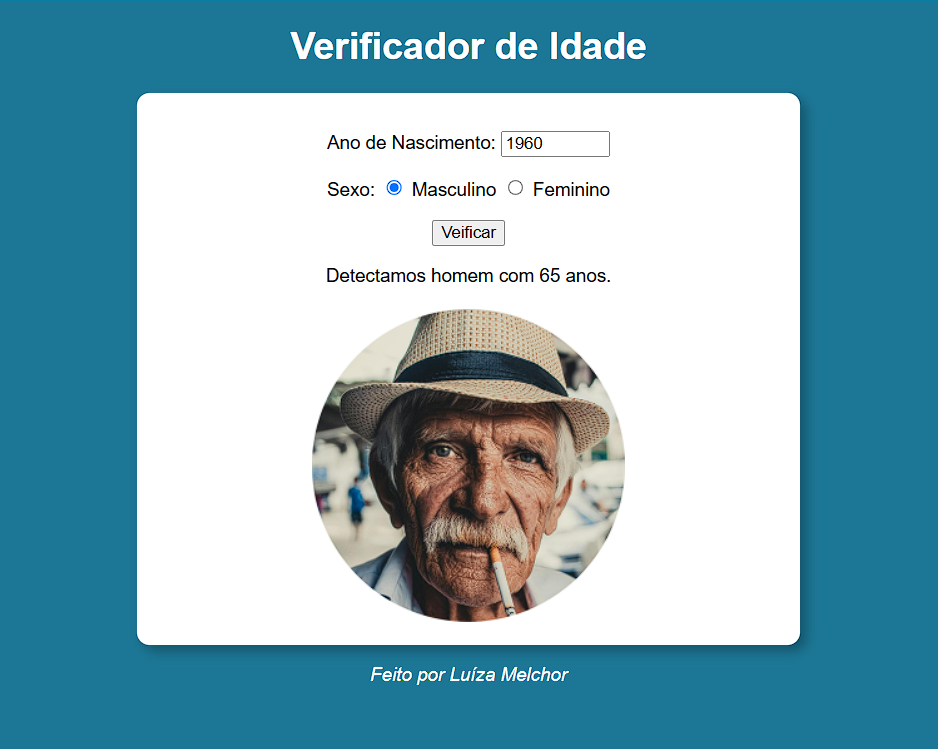 Verificador de Idade
Ano de Nascimento: 1960
Sexo: Masculino Feminino
Veificar
Detectamos homem com 65 anos.
Feito por Luíza Melchor